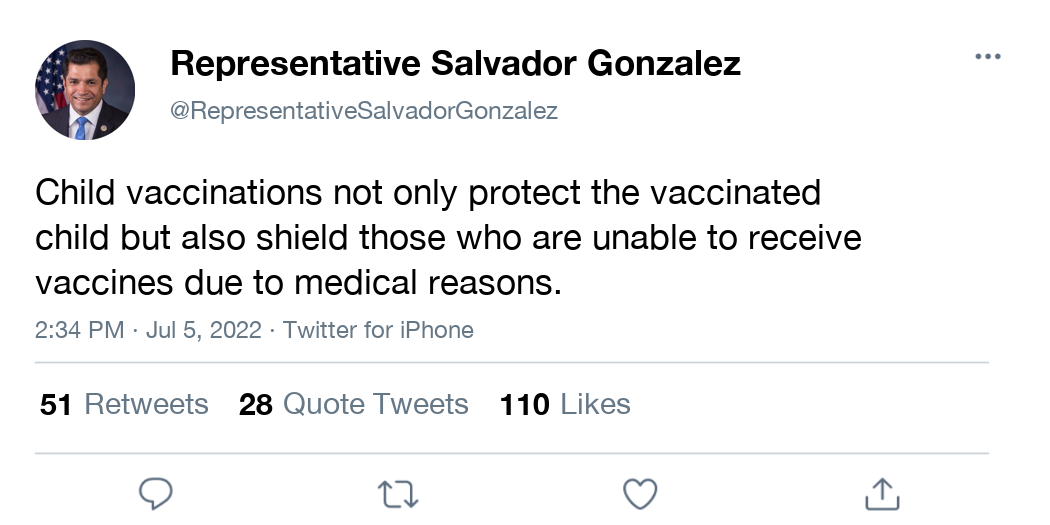 Representative Salvador Gonzalez
@RepresentativeSalvadorGonzalez
Child vaccinations not only protect the vaccinated
child but also shield those who are unable to receive
vaccines due to medical reasons.
2:34 PM · Jul 5, 2022 · Twitter for iPhone
51 Retweets 28 Quote Tweets 110 Likes